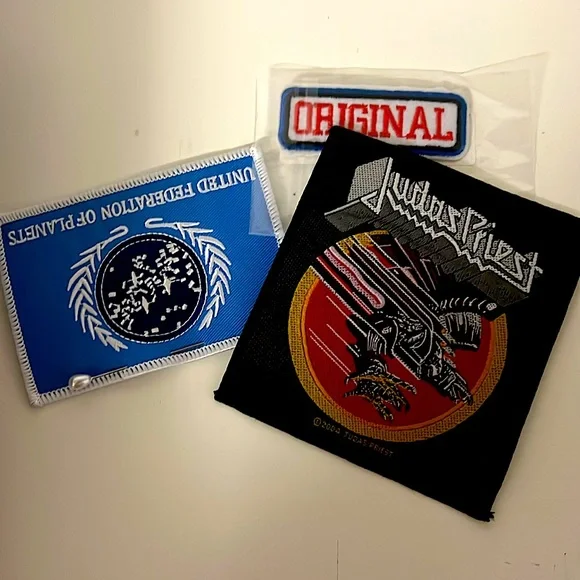 ORIGINAL
Judas Priest
UNITED FEDERATION OF PLANETS
©2004 JUDAS PRIEST